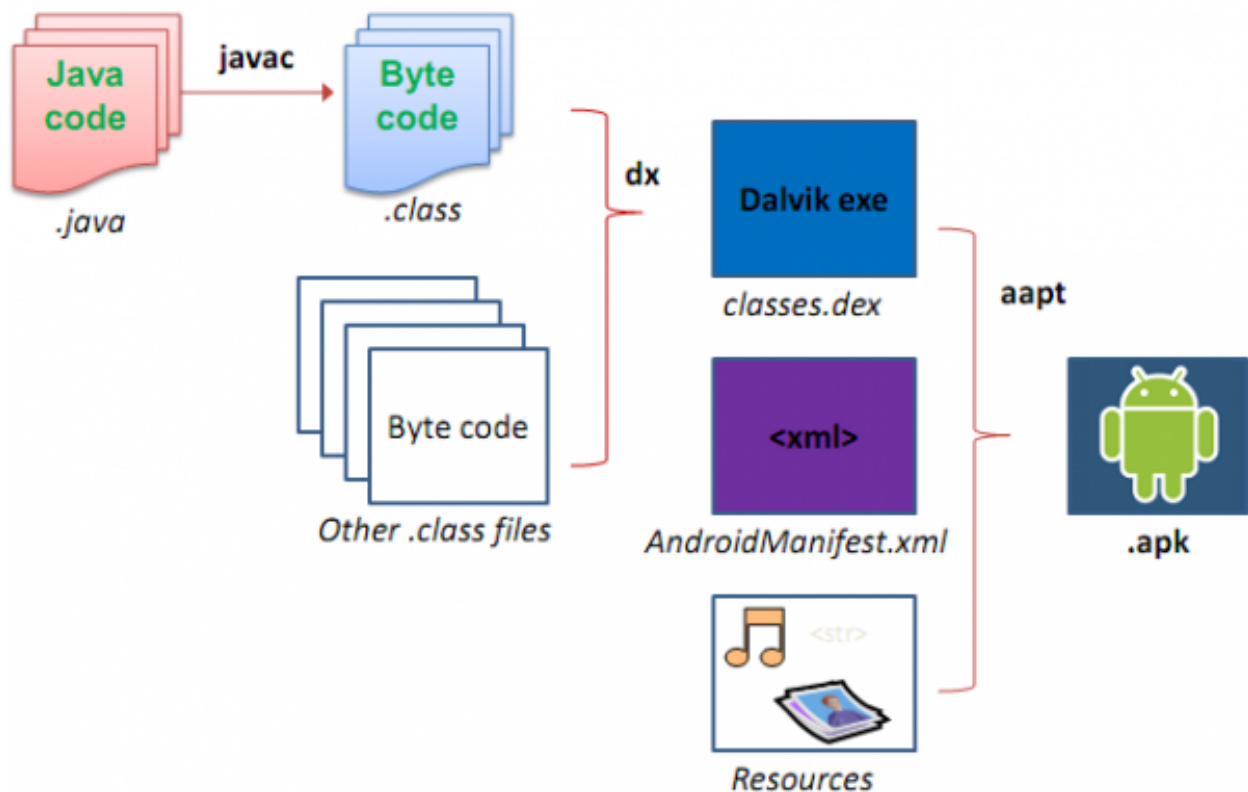 Java
code
.java
javac
Byte
code
.class
Byte code
Other .class files
dx
Dalvik exe
classes.dex
<xml>
AndroidManifest.xml
<str>
Resources
aapt
.apk